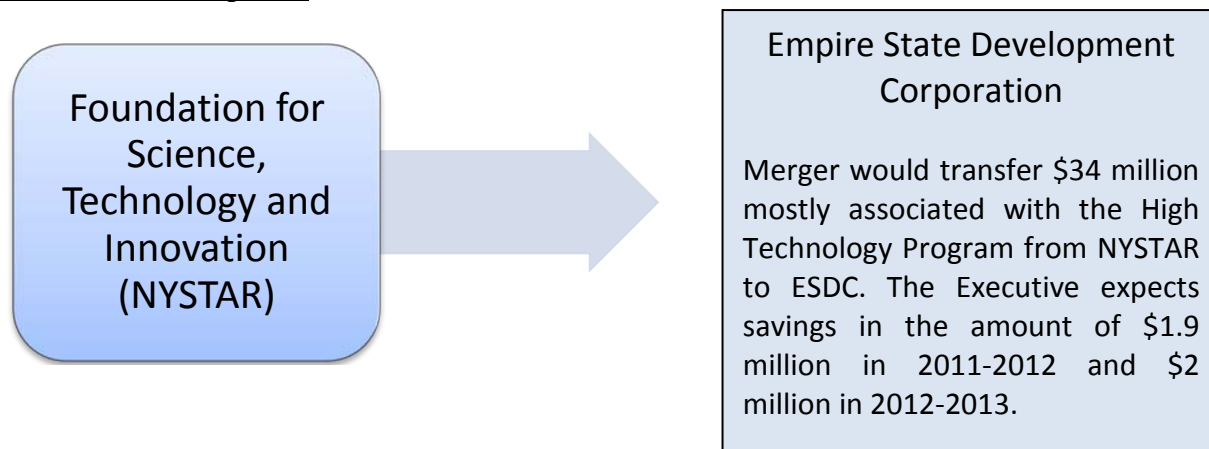 Foundation for
Science,
Technology and
Innovation
(NYSTAR)
Empire State Development
Corporation
Merger would transfer $34 million
mostly associated with the High
Technology Program from NYSTAR
to ESDC. The Executive expects
savings in the amount of $1.9
million in 2011-2012 and $2
million in 2012-2013.